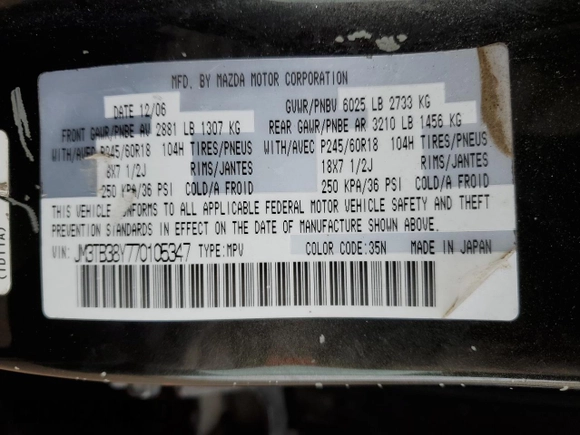 MFD. BY MAZDA MOTOR CORPORATION
DATE 12/06 GVWR/PNBV 6025 LB 2733 KG
FRONT GAWR/PNBE AV 2881 LB 1307 KG REAR GAWR/PNBE AR 3210 LB 1456 KG
WITH/AVEC P245/60R18 104H TIRES/PNEUS WITH/AVEC P245/60R18 104H TIRES/PNEUS
18X7 1/2J RIMS/JANTES 18X7 1/2J RIMS/JANTES
250 KPA/36 PSI COLD/A FROID 250 KPA/36 PSI COLD/A FROID
THIS VEHICLE CONFORMS TO ALL APPLICABLE FEDERAL MOTOR VEHICLE SAFETY AND THEFT
PREVENTION STANDARDS IN EFFECT ON THE DATE OF MANUFACTURE SHOWN ABOVE.
VIN: JM3TB38Y770105347 TYPE: MPV COLOR CODE: 35N MADE IN JAPAN